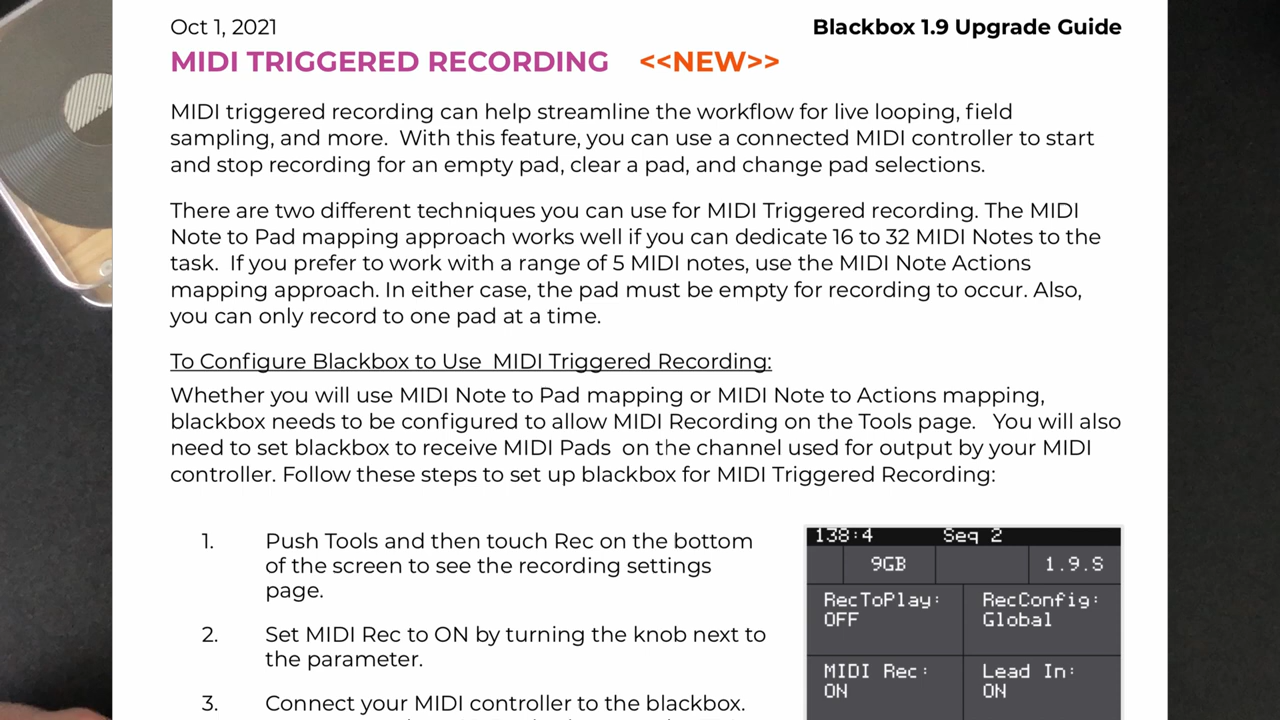 Oct 1, 2021
Blackbox 1.9 Upgrade Guide
MIDI TRIGGERED RECORDING <<NEW>>
MIDI triggered recording can help streamline the workflow for live looping, field
sampling, and more. With this feature, you can use a connected MIDI controller to start
and stop recording for an empty pad, clear a pad, and change pad selections.
There are two different techniques you can use for MIDI Triggered recording. The MIDI
Note to Pad mapping approach works well if you can dedicate 16 to 32 MIDI Notes to the
task. If you prefer to work with a range of 5 MIDI notes, use the MIDI Note Actions
mapping approach. In either case, the pad must be empty for recording to occur. Also,
you can only record to one pad at a time.
To Configure Blackbox to Use MIDI Triggered Recording:
Whether you will use MIDI Note to Pad mapping or MIDI Note to Actions mapping,
blackbox needs to be configured to allow MIDI Recording on the Tools page. You will also
need to set blackbox to receive MIDI Pads on the channel used for output by your MIDI
controller. Follow these steps to set up blackbox for MIDI Triggered Recording:
1. Push Tools and then touch Rec on the bottom
of the screen to see the recording settings
page.
2. Set MIDI Rec to ON by turning the knob next to
the parameter.
3. Connect your MIDI controller to the blackbox.
138:4 Seq 2
9GB 1.9.S
RecToPlay: RecConfig:
OFF Global
MIDI Rec: Lead In:
ON ON